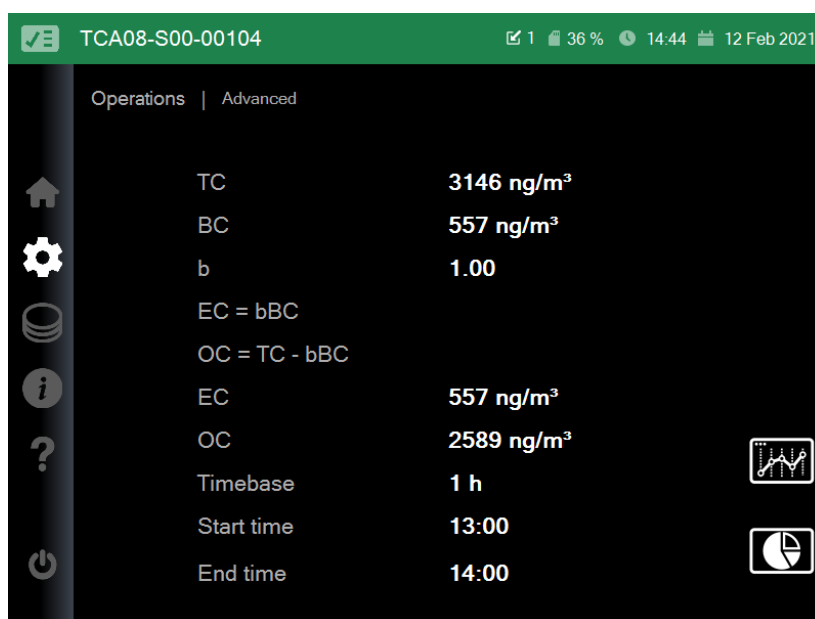 TCA08-S00-00104 1 36 % 14:44 12 Feb 2021
Operations | Advanced
TC 3146 ng/m³
BC 557 ng/m³
b 1.00
EC = bBC
OC = TC - bBC
EC 557 ng/m³
OC 2589 ng/m³
Timebase 1 h
Start time 13:00
End time 14:00